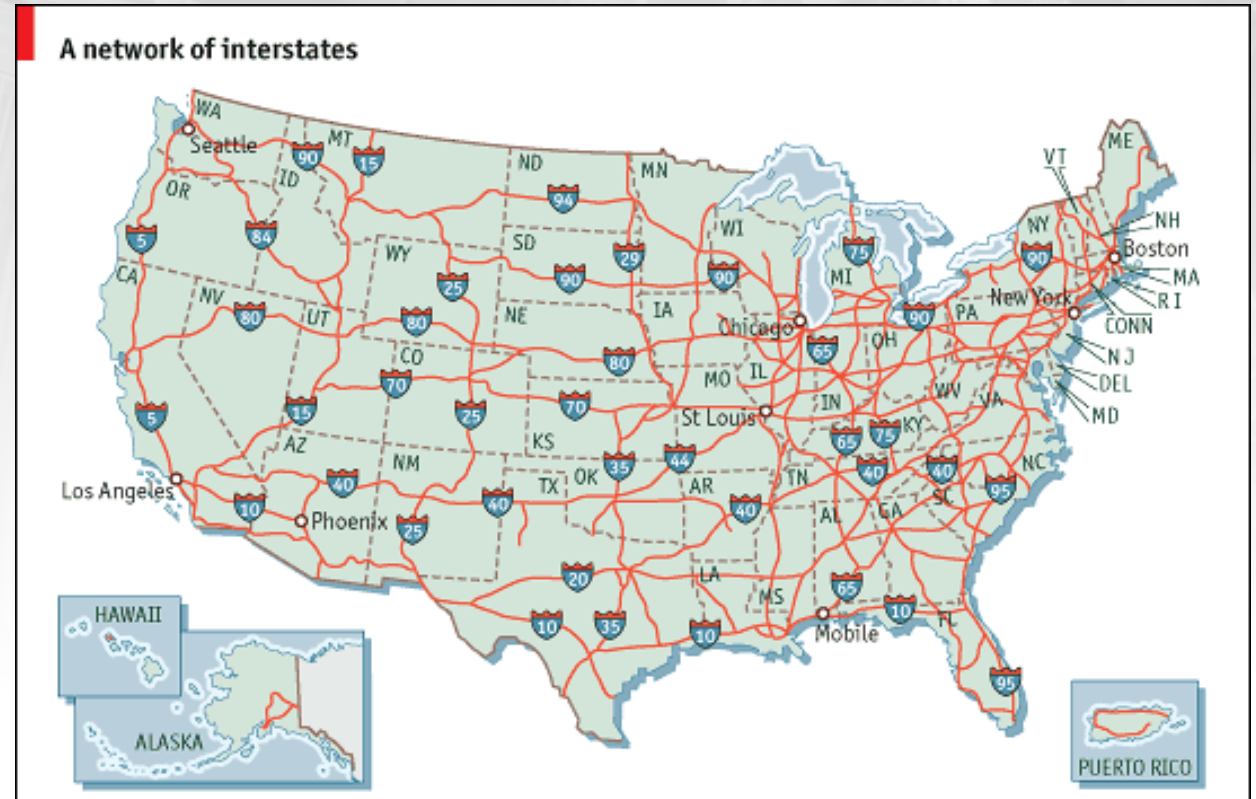 A network of interstates
WA
Seattle
MT
90
15
ID
OR
ND
94
MN
5
84
CA
WY
SD
29
90
25
WI
90
75
MI
VT
ME
NY
90
NH
Boston
MA
RI
CONN
NJ
DEL
MD
NV
80
UT
80
NE
IA
Chicago
65
90
PA
New York
OH
CO
70
80
MO
IL
IN
WV
VA
5
15
25
70
KS
St Louis
65
75
KY
AZ
NM
35
44
40
40
NC
Los Angeles
10
40
Phoenix
25
40
TX
OK
AR
40
TN
SC
95
AL
GA
20
LA
MS
65
10
FL
10
35
10
Mobile
95
HAWAII
ALASKA
PUERTO RICO